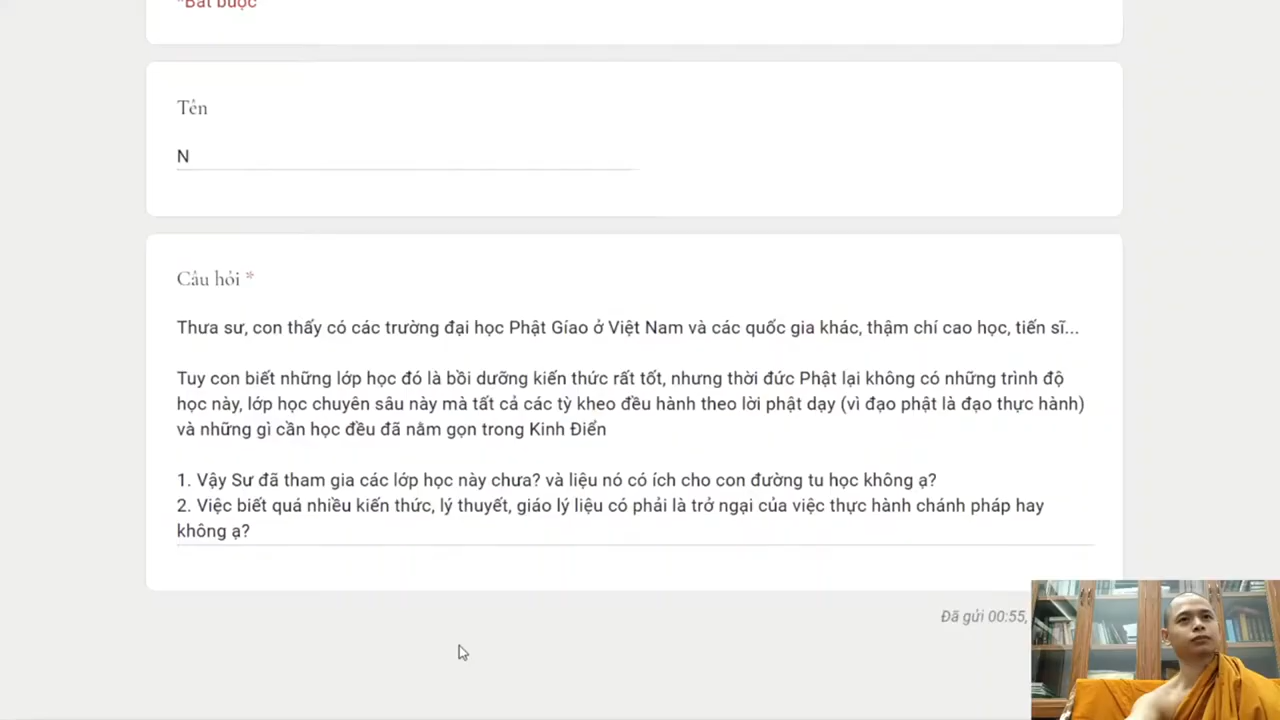 *Bắt buộc
Tên
N
Câu hỏi *
Thưa sư, con thấy có các trường đại học Phật Gíao ở Việt Nam và các quốc gia khác, thậm chí cao học, tiến sĩ...
Tuy con biết những lớp học đó là bồi dưỡng kiến thức rất tốt, nhưng thời đức Phật lại không có những trình độ
học này, lớp học chuyên sâu này mà tất cả các tỳ kheo đều hành theo lời phật dạy (vì đạo phật là đạo thực hành)
và những gì cần học đều đã nằm gọn trong Kinh Điển
1. Vậy Sư đã tham gia các lớp học này chưa? và liệu nó có ích cho con đường tu học không ạ?
2. Việc biết quá nhiều kiến thức, lý thuyết, giáo lý liệu có phải là trở ngại của việc thực hành chánh pháp hay
không ạ?
Đã gửi 00:55,